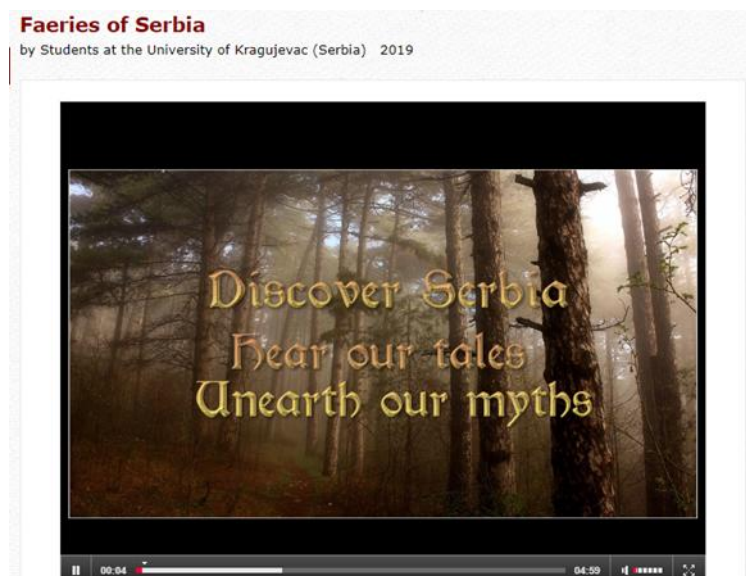 Faeries of Serbia
by Students at the University of Kragujevac (Serbia) 2019
Discover Serbia
Hear our tales
Unearth our myths
00:04
04:59